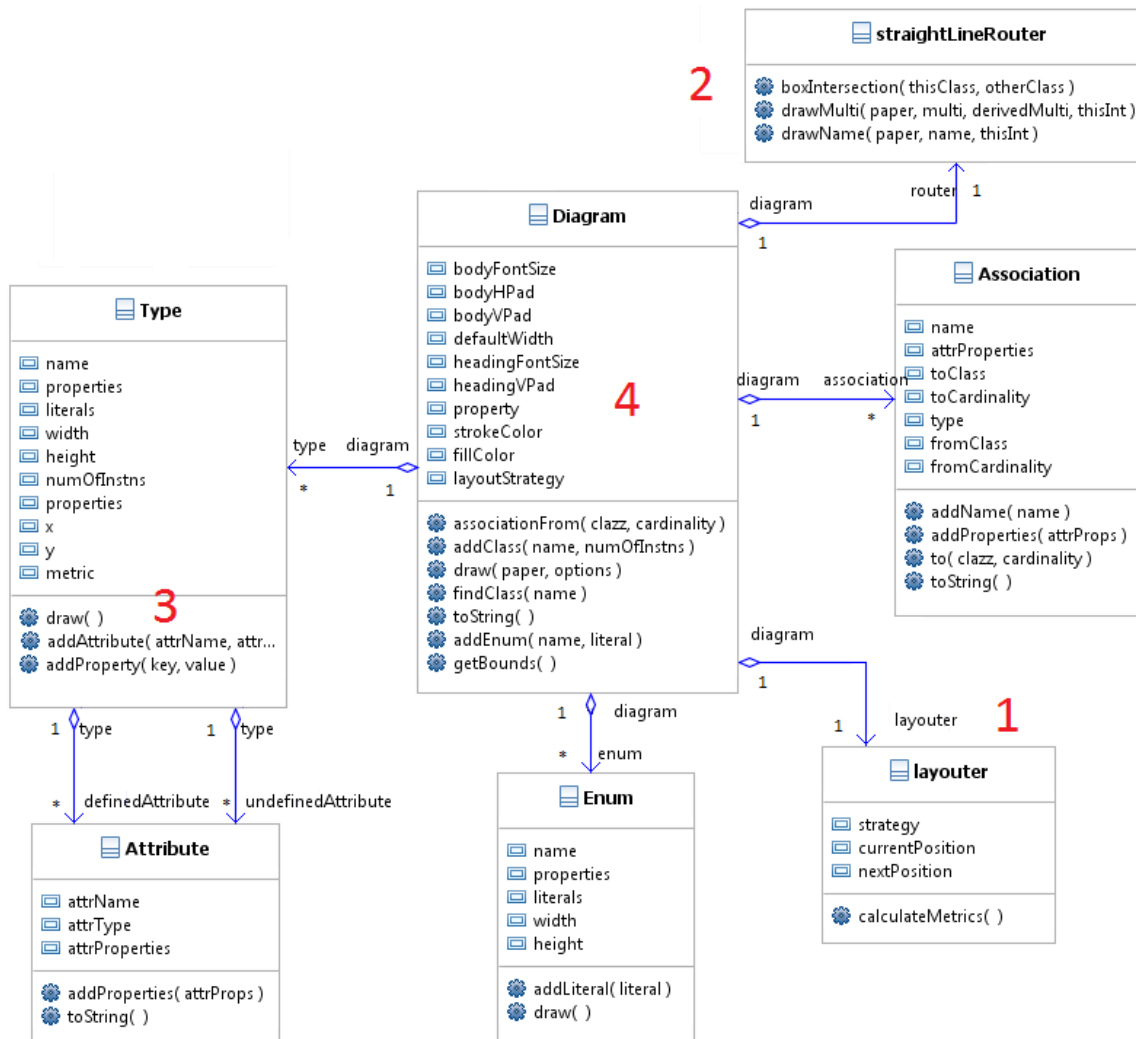 straightLineRouter
2
boxIntersection( thisClass, otherClass )
drawMulti( paper, multi, derivedMulti, thisInt )
drawName( paper, name, thisInt )
router 1
diagram
1
Diagram
bodyFontSize
bodyHPad
bodyVPad
defaultWidth
headingFontSize
headingVPad
property
strokeColor
fillColor
layoutStrategy
4
associationFrom( clazz, cardinality )
addClass( name, numOfInstns )
draw( paper, options )
findClass( name )
toString( )
addEnum( name, literal )
getBounds( )
diagram association
1 *
Association
name
attrProperties
toClass
toCardinality
type
fromClass
fromCardinality
addName( name )
addProperties( attrProps )
to( clazz, cardinality )
toString( )
type diagram
* 1
Type
name
properties
literals
width
height
numOfInstns
properties
x
y
metric
3
draw( )
addAttribute( attrName, attr...
addProperty( key, value )
1 type 1 type
* definedAttribute * undefinedAttribute
Attribute
attrName
attrType
attrProperties
addProperties( attrProps )
toString( )
1 diagram
* enum
Enum
name
properties
literals
width
height
addLiteral( literal )
draw( )
diagram
1
1 layouter
1
layouter
strategy
currentPosition
nextPosition
calculateMetrics( )